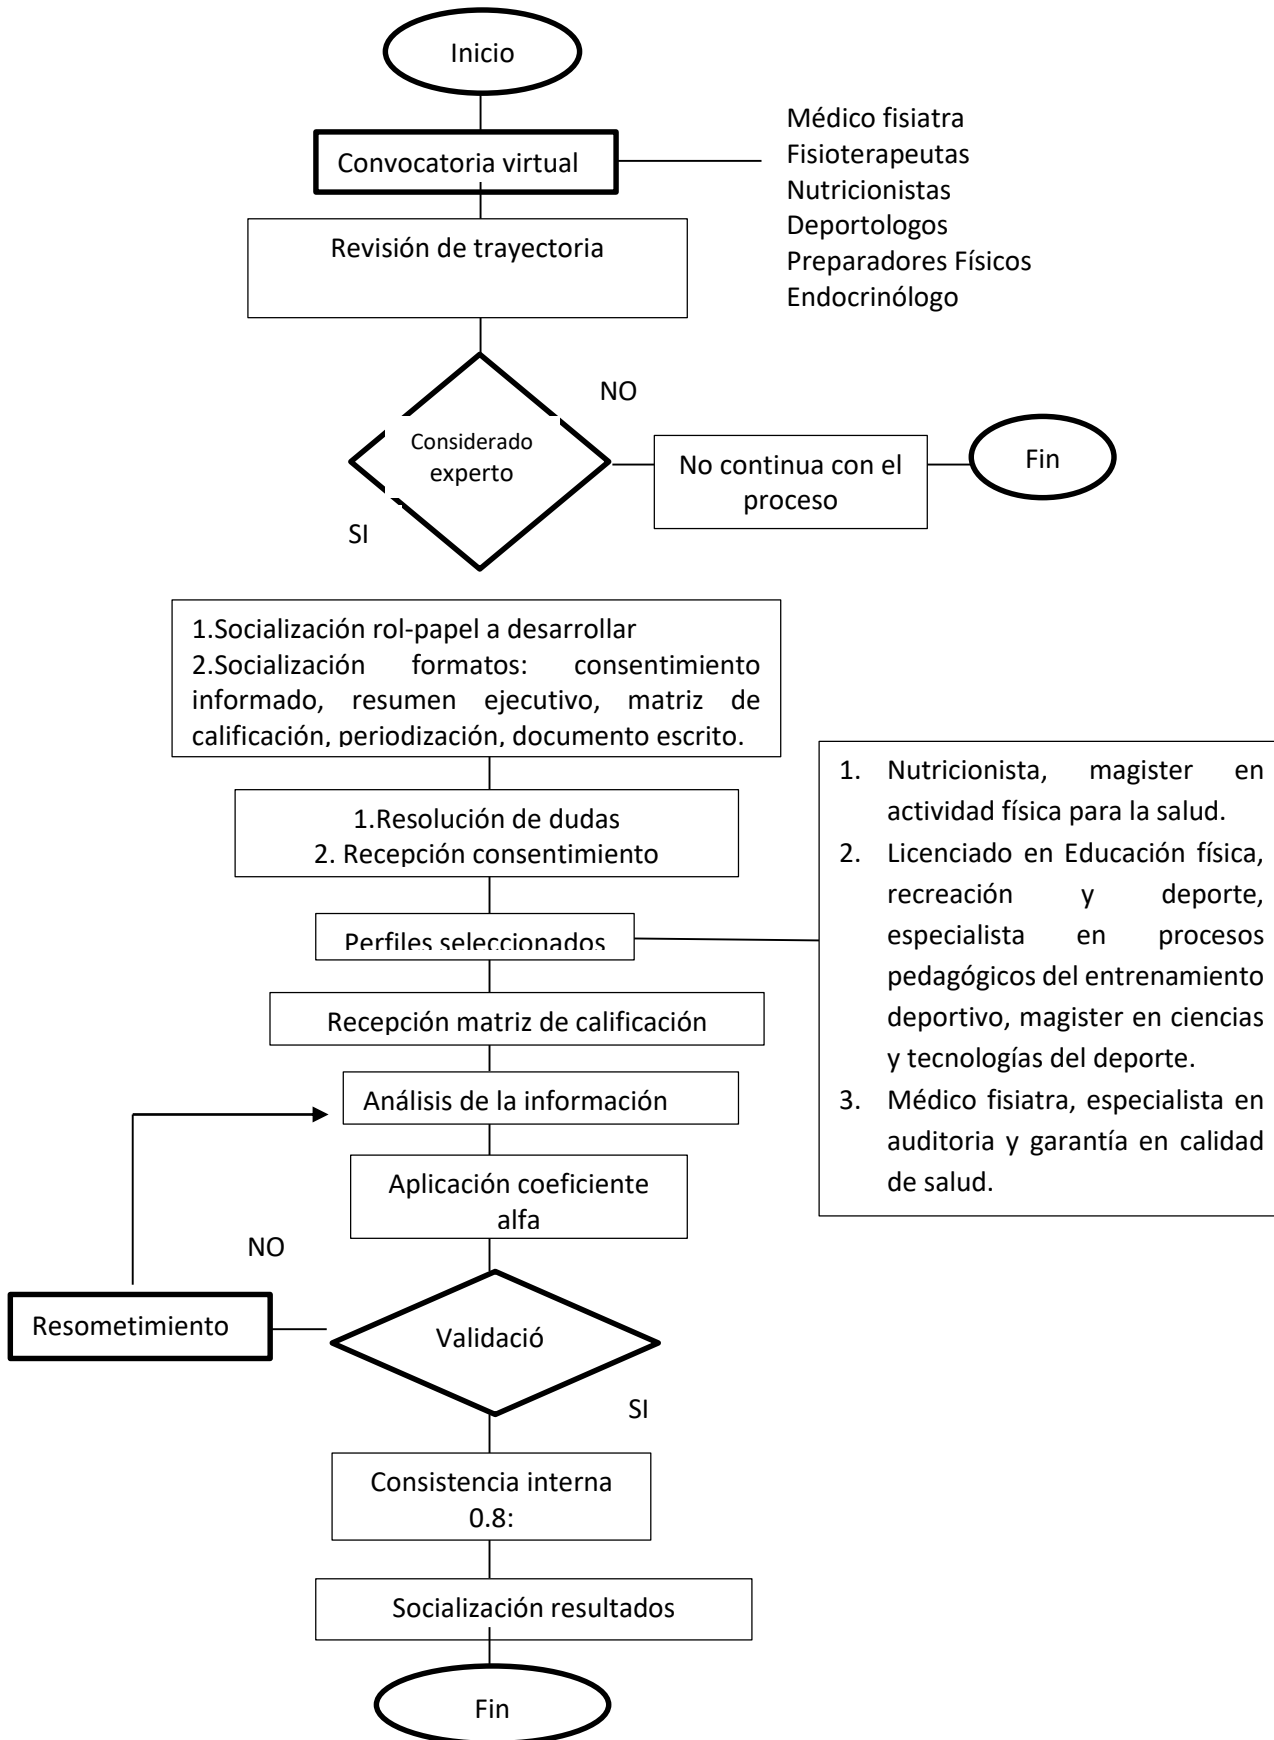 Inicio
Convocatoria virtual
Médico fisiatra
Fisioterapeutas
Nutricionistas
Deportologos
Preparadores Físicos
Endocrinólogo
Revisión de trayectoria
Considerado
experto
NO
No continua con el
proceso
Fin
SI
1.Socialización rol-papel a desarrollar
2.Socialización formatos: consentimiento
informado, resumen ejecutivo, matriz de
calificación, periodización, documento escrito.
1.Resolución de dudas
2. Recepción consentimiento
Perfiles seleccionados
1. Nutricionista, magister en
actividad física para la salud.
2. Licenciado en Educación física,
recreación y deporte,
especialista en procesos
pedagógicos del entrenamiento
deportivo, magister en ciencias
y tecnologías del deporte.
3. Médico fisiatra, especialista en
auditoria y garantía en calidad
de salud.
Recepción matriz de calificación
Análisis de la información
Aplicación coeficiente
alfa
NO
Resometimiento
Validació
SI
Consistencia interna
0.8:
Socialización resultados
Fin